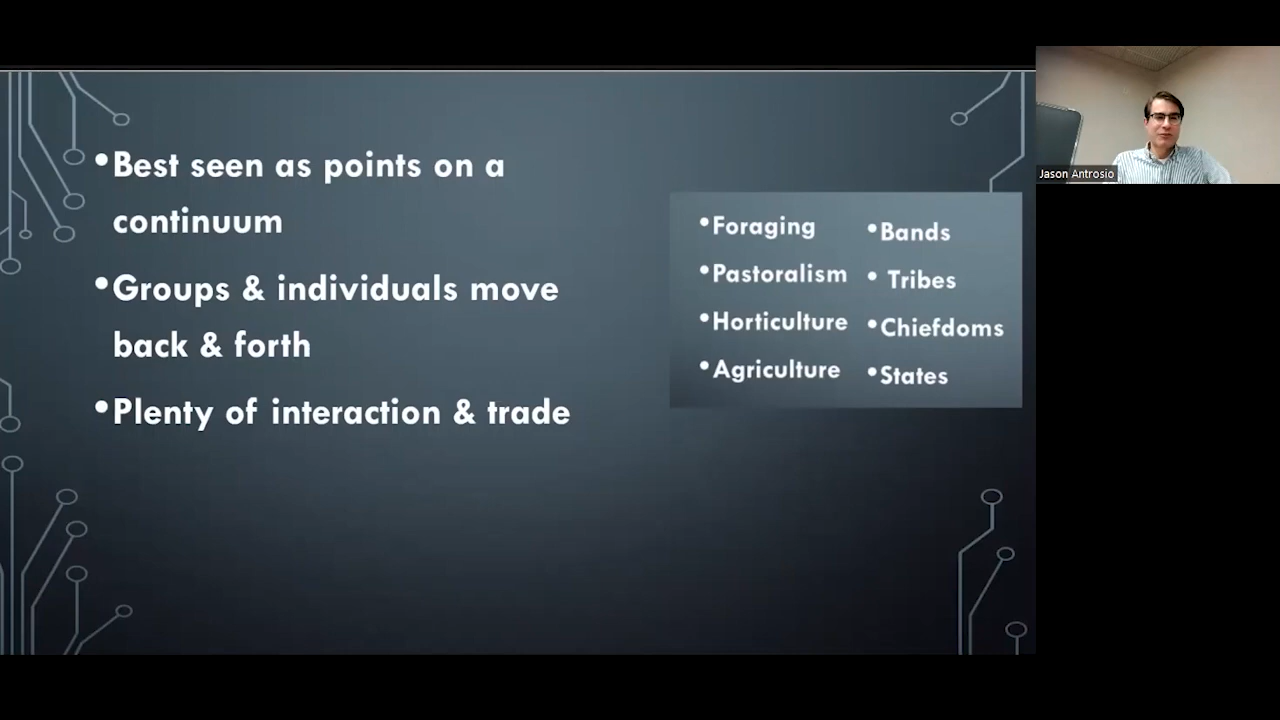 •Best seen as points on a
continuum
•Groups & individuals move
back & forth
•Plenty of interaction & trade
•Foraging
•Pastoralism
•Horticulture
•Agriculture
•Bands
• Tribes
•Chiefdoms
•States
Jason Antrosio